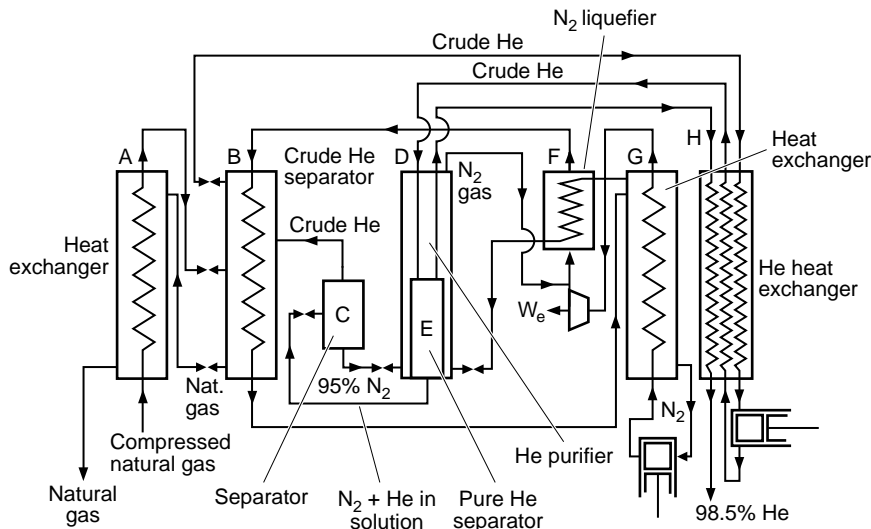 N2 liquefier
Crude He
Crude He
A
B
Crude He
separator
D
N2
gas
F
G
H
Heat
exchanger
Heat
exchanger
Crude He
C
E
We
He heat
exchanger
Nat.
gas
95% N2
N2
Compressed
natural gas
He purifier
Natural
gas
Separator
N2 + He in
solution
Pure He
separator
98.5% He